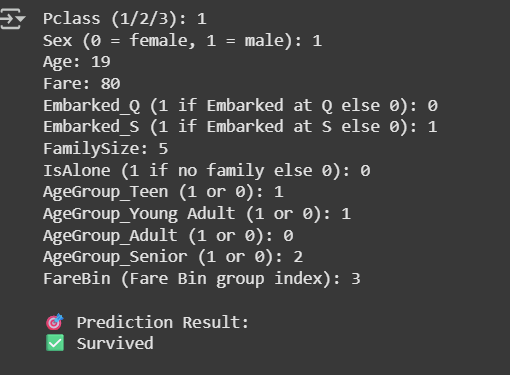 Pclass (1/2/3): 1
Sex (0 = female, 1 = male): 1
Age: 19
Fare: 80
Embarked_Q (1 if Embarked at Q else 0): 0
Embarked_S (1 if Embarked at S else 0): 1
FamilySize: 5
IsAlone (1 if no family else 0): 0
AgeGroup_Teen (1 or 0): 1
AgeGroup_Young Adult (1 or 0): 1
AgeGroup_Adult (1 or 0): 0
AgeGroup_Senior (1 or 0): 2
FareBin (Fare Bin group index): 3
🎯 Prediction Result:
✅ Survived